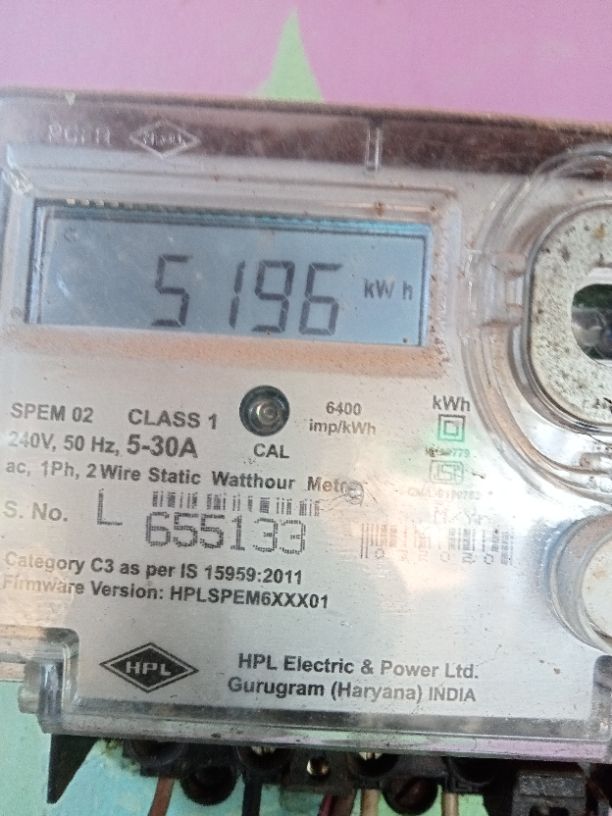 5196 kWh
SPEM 02 CLASS 1
6400
imp/kWh
kWh
240V, 50 Hz, 5-30A
CAL
ac, 1Ph, 2 Wire Static Watthour Meter
S. No. L 655133
Category C3 as per IS 15959:2011
Firmware Version: HPLSPEM6XXX01
HPL
HPL Electric & Power Ltd.
Gurugram (Haryana) INDIA